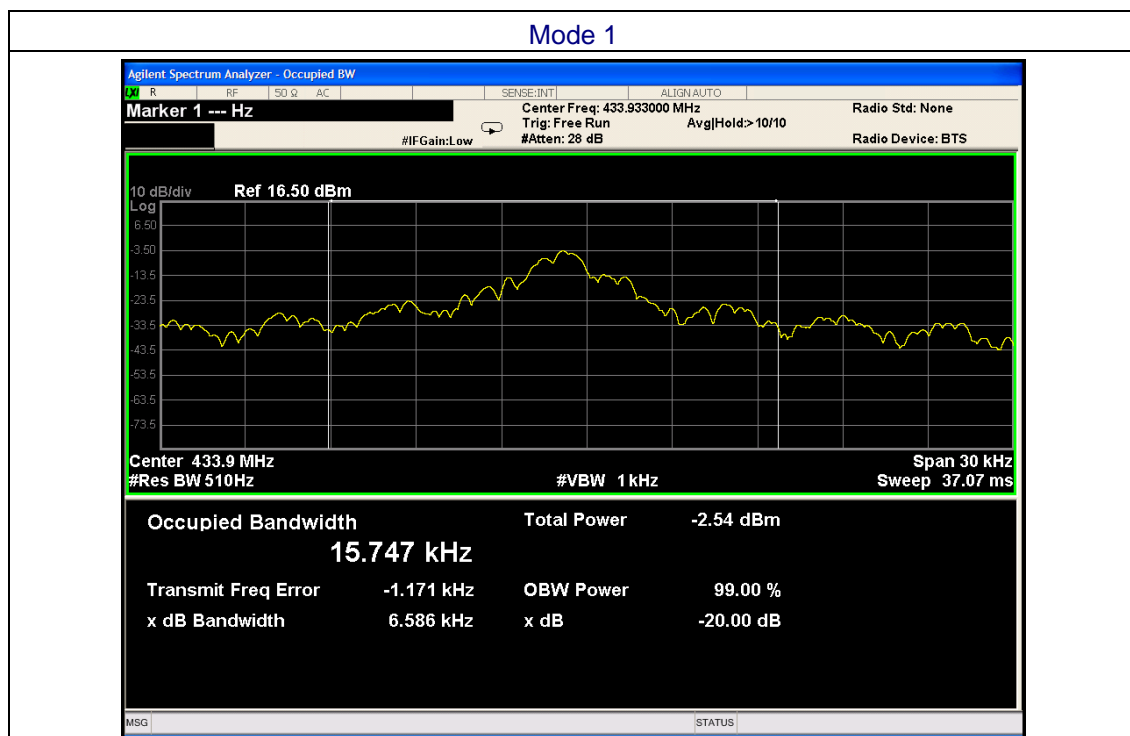 Mode 1
Agilent Spectrum Analyzer - Occupied BW
LXI R RF 50 Ω AC SENSE:INT ALIGN AUTO
Marker 1 --- Hz
Center Freq: 433.933000 MHz
Radio Std: None
Trig: Free Run Avg|Hold:>10/10
#IFGain:Low #Atten: 28 dB Radio Device: BTS
10 dB/div Ref 16.50 dBm
Log
6.50
-3.50
-13.5
-23.5
-33.5
-43.5
-53.5
-63.5
-73.5
Center 433.9 MHz Span 30 kHz
#Res BW 510Hz #VBW 1 kHz Sweep 37.07 ms
Occupied Bandwidth Total Power -2.54 dBm
15.747 kHz
Transmit Freq Error -1.171 kHz OBW Power 99.00 %
x dB Bandwidth 6.586 kHz x dB -20.00 dB
MSG STATUS